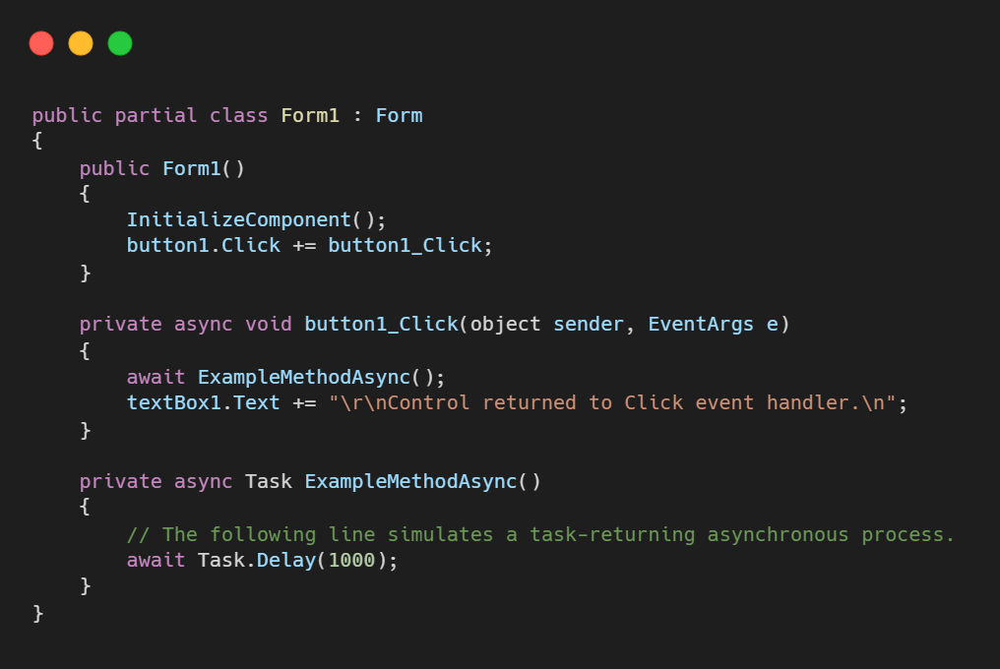 public partial class Form1 : Form
{
    public Form1()
    {
        InitializeComponent();
        button1.Click += button1_Click;
    }

    private async void button1_Click(object sender, EventArgs e)
    {
        await ExampleMethodAsync();
        textBox1.Text += "\r\nControl returned to Click event handler.\n";
    }

    private async Task ExampleMethodAsync()
    {
        // The following line simulates a task-returning asynchronous process.
        await Task.Delay(1000);
    }
}